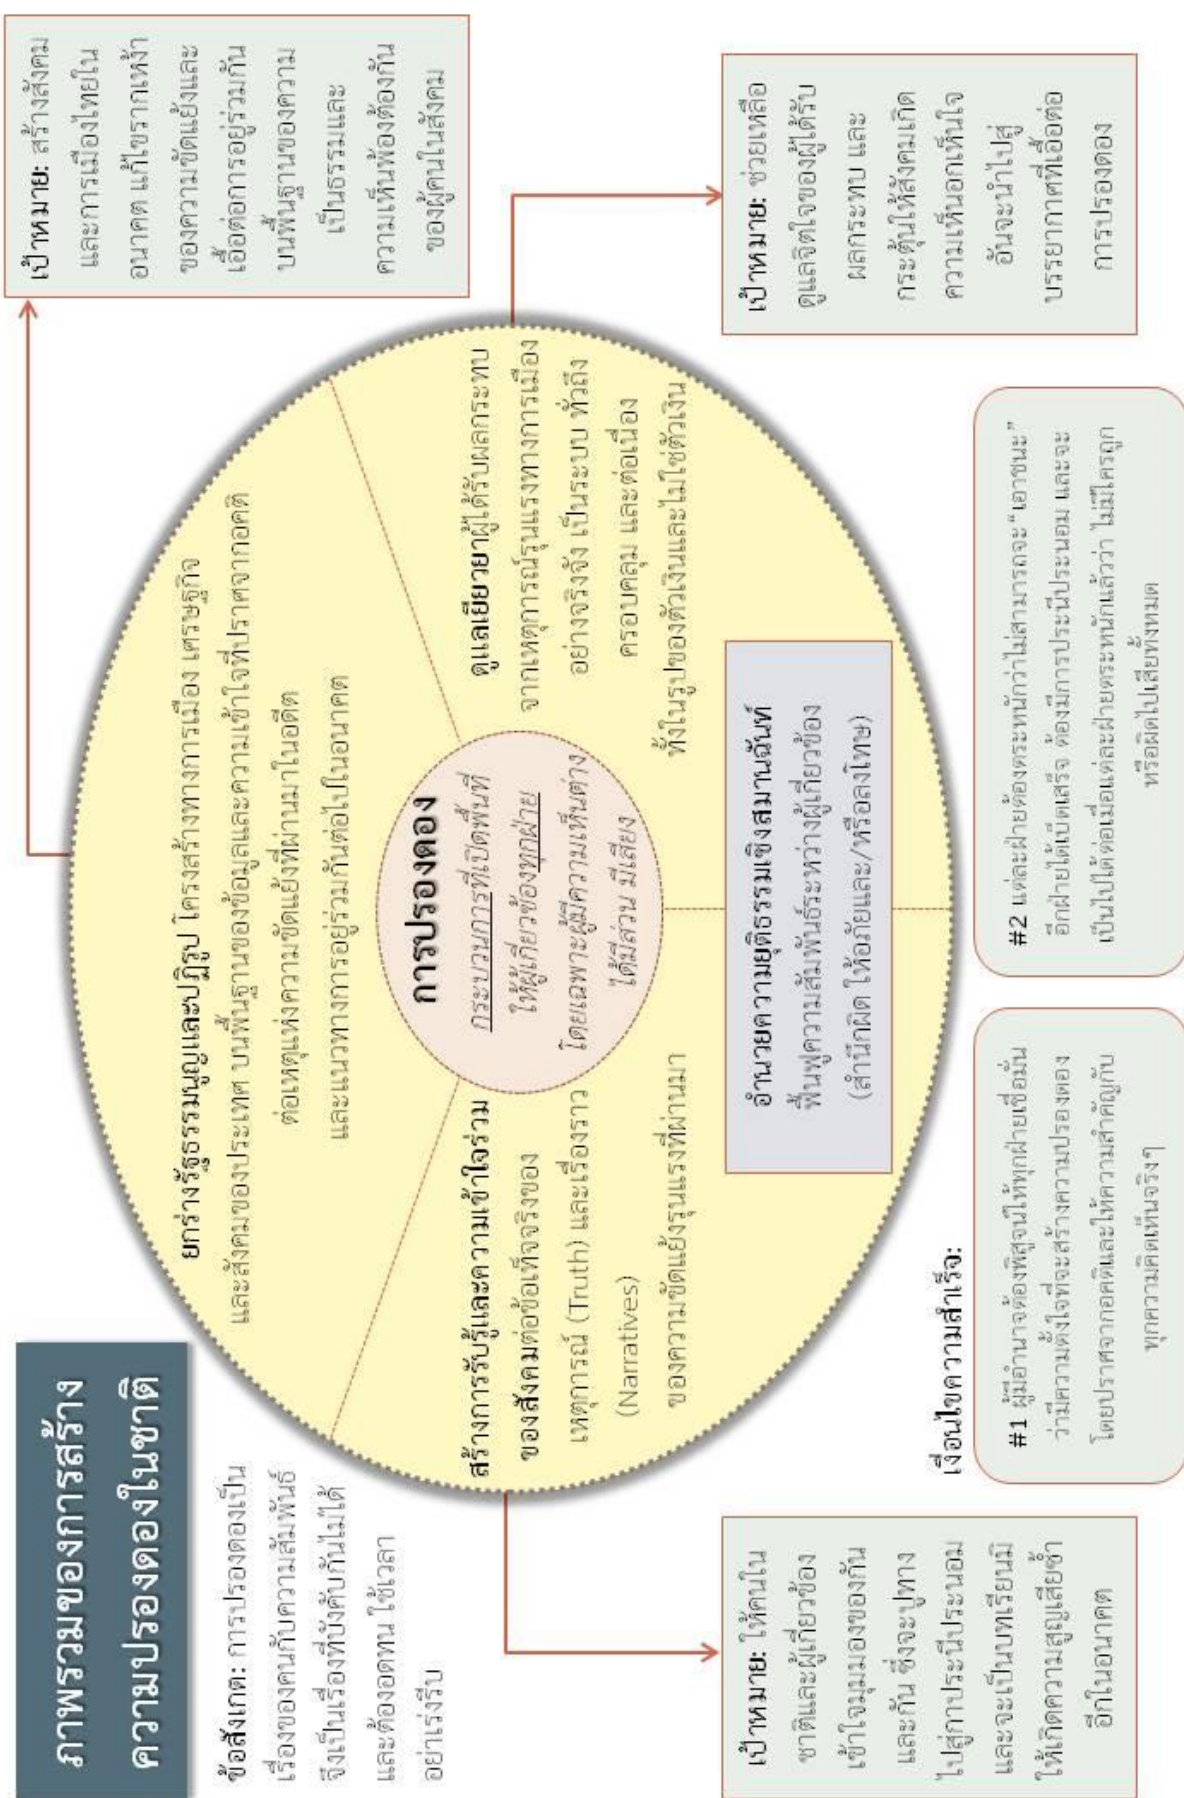 ภาพรวมของการสร้าง
ความปรองดองในชาติ
ข้อสังเกต: การปรองดองเป็น
เรื่องของคนกับความสัมพันธ์
จึงเป็นเรื่องที่บังคับกันไม่ได้
และต้องอดทน ใช้เวลา
อย่าเร่งรีบ
ยกร่างรัฐธรรมนูญและปฏิรูป โครงสร้างทางการเมือง เศรษฐกิจ
และสังคมของประเทศ บนพื้นฐานของข้อมูลและความเข้าใจที่ปราศจากอคติ
ต่อเหตุแห่งความขัดแย้งที่ผ่านมาในอดีต
และแนวทางการอยู่ร่วมกันต่อไปในอนาคต
เป้าหมาย: สร้างสังคม
และการเมืองไทยใน
อนาคต แก้ไขรากเหง้า
ของความขัดแย้งและ
เอื้อต่อการอยู่ร่วมกัน
บนพื้นฐานของความ
เป็นธรรมและ
ความเห็นพ้องต้องกัน
ของผู้คนในสังคม
การปรองดอง
กระบวนการที่เปิดพื้นที่
ให้ผู้เกี่ยวข้องทุกฝ่าย
โดยเฉพาะผู้มีความเห็นต่าง
ได้มีส่วน มีเสียง
สร้างการรับรู้และความเข้าใจร่วม
ของสังคมต่อข้อเท็จจริงของ
เหตุการณ์ (Truth) และเรื่องราว
(Narratives)
ของความขัดแย้งรุนแรงที่ผ่านมา
ดูแลเยียวยาผู้ได้รับผลกระทบ
จากเหตุการณ์รุนแรงทางการเมือง
อย่างจริงจัง เป็นระบบ ทั่วถึง
ครอบคลุม และต่อเนื่อง
ทั้งในรูปของตัวเงินและไม่ใช่ตัวเงิน
อำนวยความยุติธรรมเชิงสมานฉันท์
ฟื้นฟูความสัมพันธ์ระหว่างผู้เกี่ยวข้อง
(สำนึกผิด ให้อภัยและ/หรือลงโทษ)
เป้าหมาย: ให้คนใน
ชาติและผู้เกี่ยวข้อง
เข้าใจมุมมองของกัน
และกัน ซึ่งจะปูทาง
ไปสู่การประนีประนอม
และจะเป็นบทเรียนมิ
ให้เกิดความสูญเสียซ้ำ
อีกในอนาคต
เป้าหมาย: ช่วยเหลือ
ดูแลจิตใจของผู้ได้รับ
ผลกระทบ และ
กระตุ้นให้สังคมเกิด
ความเห็นอกเห็นใจ
อันจะนำไปสู่
บรรยากาศที่เอื้อต่อ
การปรองดอง
เงื่อนไขความสำเร็จ:
#1 ผู้มีอำนาจต้องพิสูจน์ให้ทุกฝ่ายเชื่อมั่น
ว่ามีความตั้งใจที่จะสร้างความปรองดอง
โดยปราศจากอคติและให้ความสำคัญกับ
ทุกความคิดเห็นจริงๆ
#2 แต่ละฝ่ายต้องตระหนักว่าไม่สามารถจะ “เอาชนะ”
อีกฝ่ายได้เบ็ดเสร็จ ต้องมีการประนีประนอม และจะ
เป็นไปได้ต่อเมื่อแต่ละฝ่ายตระหนักแล้วว่า ไม่มีใครถูก
หรือผิดไปเสียทั้งหมด